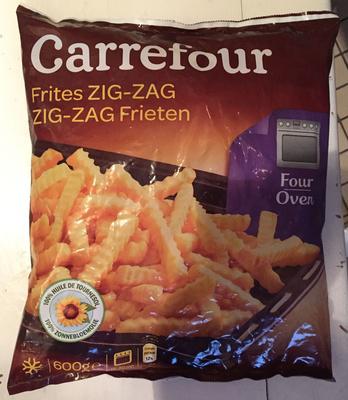 Carrefour
Frites ZIG-ZAG
ZIG-ZAG Frieten
Four
Oven
100% HUILE DE TOURNESOL
100% ZONNEBLOEMOLIE
600g e